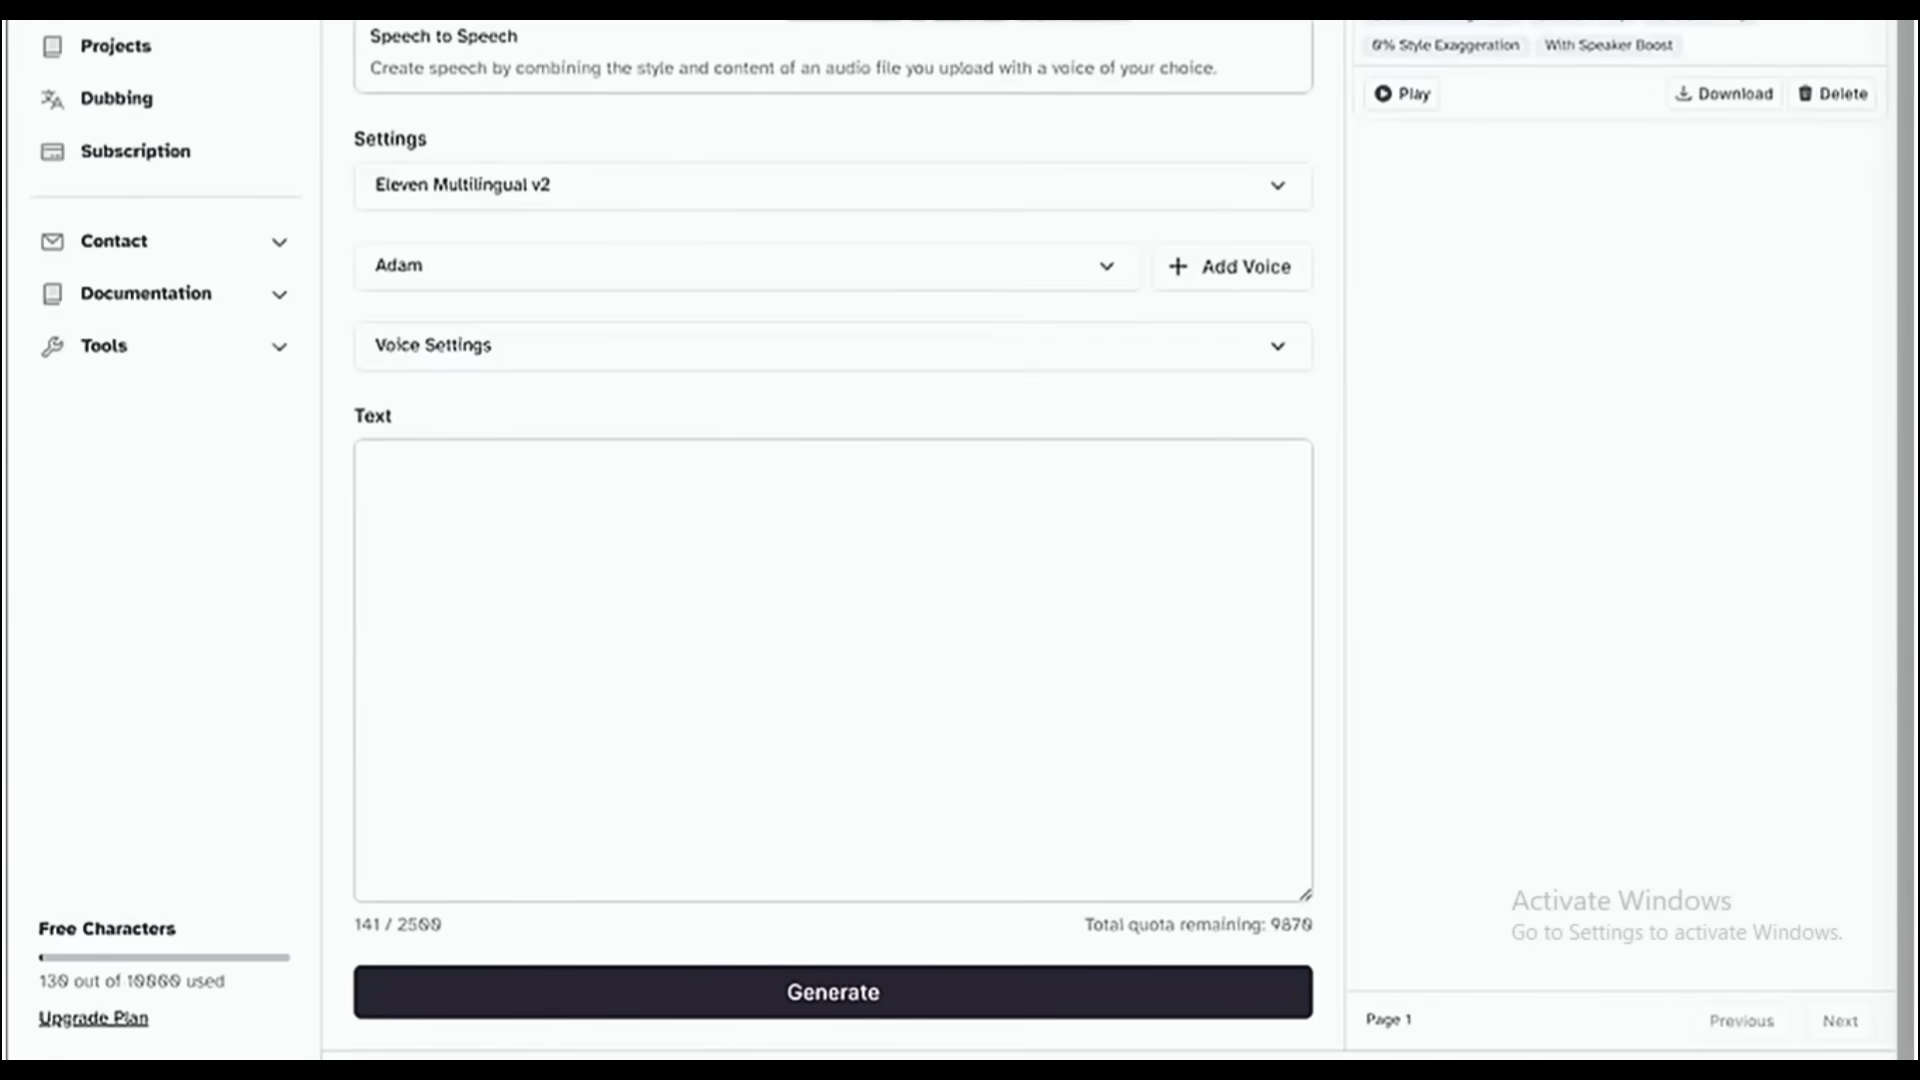 Projects
Dubbing
Subscription
Contact
Documentation
Tools
Free Characters
130 out of 10000 used
Upgrade Plan
Speech to Speech
Create speech by combining the style and content of an audio file you upload with a voice of your choice.
Settings
Eleven Multilingual v2
Adam
+ Add Voice
Voice Settings
Text
141 / 2500
Total quota remaining: 9870
Generate
0% Style Exaggeration
With Speaker Boost
Play
Download
Delete
Activate Windows
Go to Settings to activate Windows.
Page 1
Previous
Next